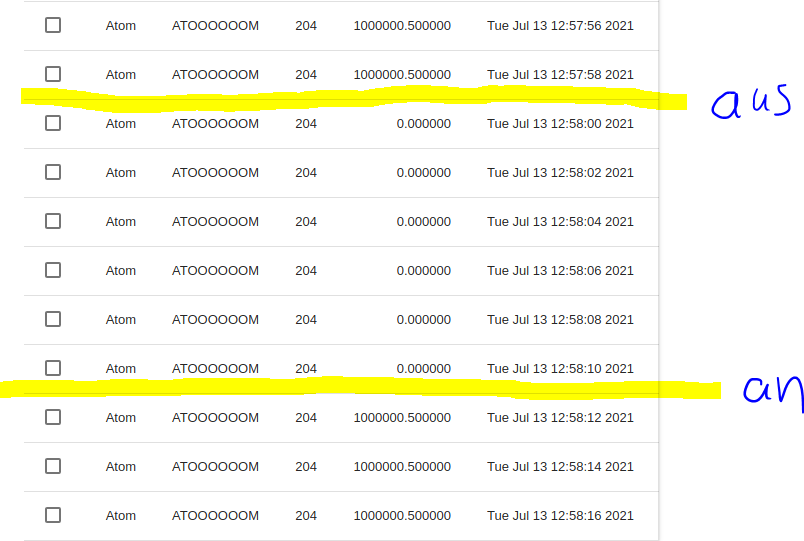 Atom ATOOOOOOM 204 1000000.500000 Tue Jul 13 12:57:56 2021
Atom ATOOOOOOM 204 1000000.500000 Tue Jul 13 12:57:58 2021
aus
Atom ATOOOOOOM 204 0.000000 Tue Jul 13 12:58:00 2021
Atom ATOOOOOOM 204 0.000000 Tue Jul 13 12:58:02 2021
Atom ATOOOOOOM 204 0.000000 Tue Jul 13 12:58:04 2021
Atom ATOOOOOOM 204 0.000000 Tue Jul 13 12:58:06 2021
Atom ATOOOOOOM 204 0.000000 Tue Jul 13 12:58:08 2021
Atom ATOOOOOOM 204 0.000000 Tue Jul 13 12:58:10 2021
an
Atom ATOOOOOOM 204 1000000.500000 Tue Jul 13 12:58:12 2021
Atom ATOOOOOOM 204 1000000.500000 Tue Jul 13 12:58:14 2021
Atom ATOOOOOOM 204 1000000.500000 Tue Jul 13 12:58:16 2021